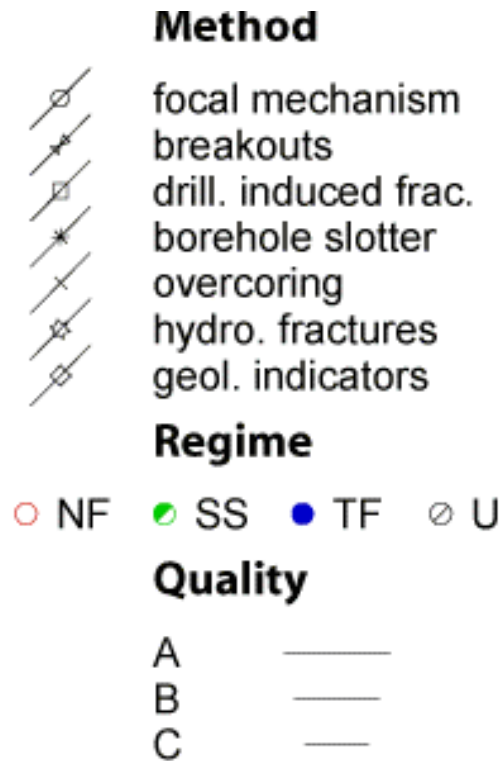 Method
focal mechanism
breakouts
drill. induced frac.
borehole slotter
overcoring
hydro. fractures
geol. indicators
Regime
NF SS TF U
Quality
A
B
C